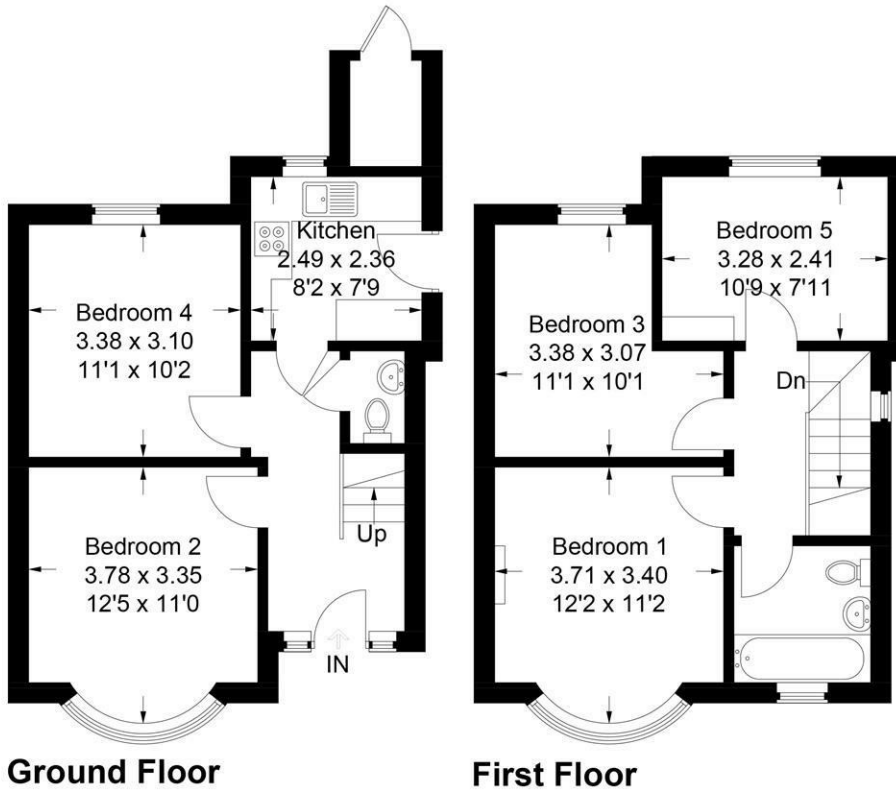 Kitchen
2.49 x 2.36
8'2 x 7'9
Bedroom 4
3.38 x 3.10
11'1 x 10'2
Bedroom 2
3.78 x 3.35
12'5 x 11'0
Up
IN
Ground Floor
Bedroom 5
3.28 x 2.41
10'9 x 7'11
Bedroom 3
3.38 x 3.07
11'1 x 10'1
Dn
Bedroom 1
3.71 x 3.40
12'2 x 11'2
First Floor